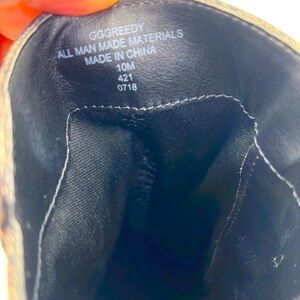 GGGREEDY
ALL MAN MADE MATERIALS
MADE IN CHINA
10M
421
0718